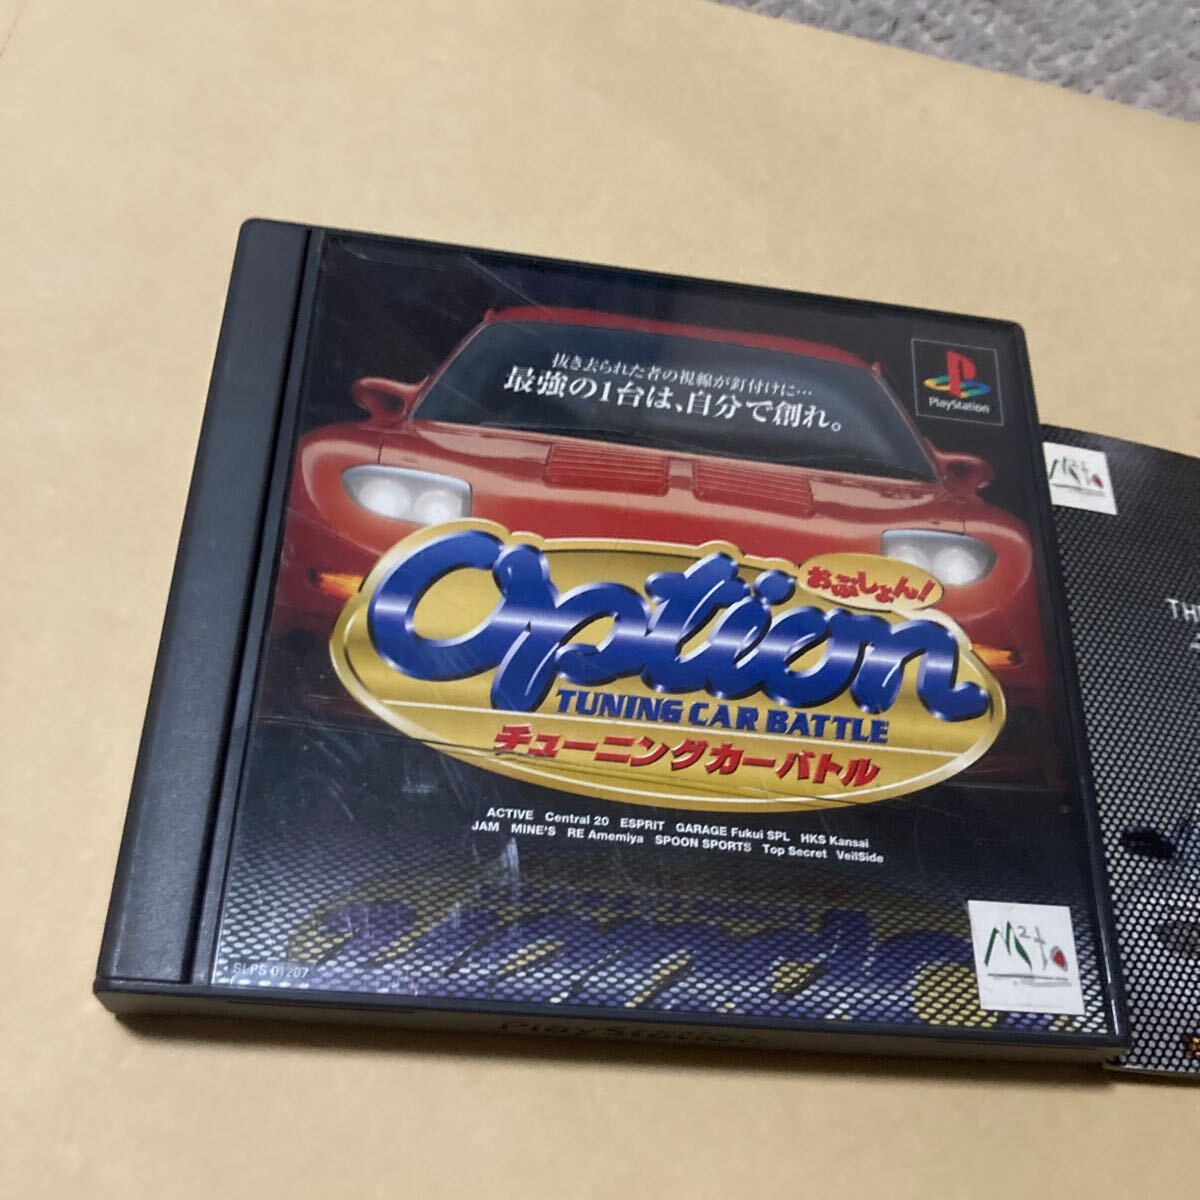 抜き去られた者の視線が釘付けに…
最強の1台は、自分で創れ。
PlayStation
おぷしょん!
Option
TUNING CAR BATTLE
チューニングカーバトル
ACTIVE Central 20 ESPRIT GARAGE Fukui SPL HKS Kansai
JAM MINE'S RE Amemiya SPOON SPORTS Top Secret VeilSide
SLPS 01207
PlayStation
TH